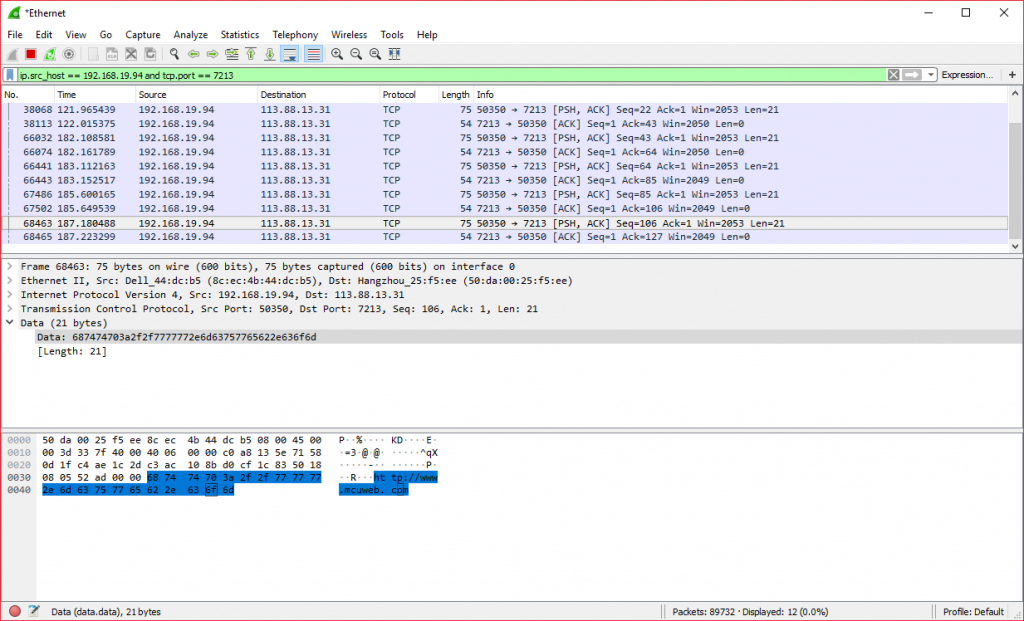 *Ethernet
File Edit View Go Capture Analyze Statistics Telephony Wireless Tools Help
ip.src_host == 192.168.19.94 and tcp.port == 7213 Expression... +
No. Time Source Destination Protocol Length Info
38068 121.965439 192.168.19.94 113.88.13.31 TCP 75 50350 → 7213 [PSH, ACK] Seq=22 Ack=1 Win=2053 Len=21
38113 122.015375 192.168.19.94 113.88.13.31 TCP 54 7213 → 50350 [ACK] Seq=1 Ack=43 Win=2050 Len=0
66032 182.108581 192.168.19.94 113.88.13.31 TCP 75 50350 → 7213 [PSH, ACK] Seq=43 Ack=1 Win=2053 Len=21
66074 182.161789 192.168.19.94 113.88.13.31 TCP 54 7213 → 50350 [ACK] Seq=1 Ack=64 Win=2050 Len=0
66441 183.112163 192.168.19.94 113.88.13.31 TCP 75 50350 → 7213 [PSH, ACK] Seq=64 Ack=1 Win=2053 Len=21
66443 183.152517 192.168.19.94 113.88.13.31 TCP 54 7213 → 50350 [ACK] Seq=1 Ack=85 Win=2049 Len=0
67486 185.600165 192.168.19.94 113.88.13.31 TCP 75 50350 → 7213 [PSH, ACK] Seq=85 Ack=1 Win=2053 Len=21
67502 185.649539 192.168.19.94 113.88.13.31 TCP 54 7213 → 50350 [ACK] Seq=1 Ack=106 Win=2049 Len=0
68463 187.180488 192.168.19.94 113.88.13.31 TCP 75 50350 → 7213 [PSH, ACK] Seq=106 Ack=1 Win=2053 Len=21
68465 187.223299 192.168.19.94 113.88.13.31 TCP 54 7213 → 50350 [ACK] Seq=1 Ack=127 Win=2049 Len=0
Frame 68463: 75 bytes on wire (600 bits), 75 bytes captured (600 bits) on interface 0
Ethernet II, Src: Dell_44:dc:b5 (8c:ec:4b:44:dc:b5), Dst: Hangzhou_25:f5:ee (50:da:00:25:f5:ee)
Internet Protocol Version 4, Src: 192.168.19.94, Dst: 113.88.13.31
Transmission Control Protocol, Src Port: 50350, Dst Port: 7213, Seq: 106, Ack: 1, Len: 21
Data (21 bytes)
Data: 687474703a2f2f7777772e6d63757765622e636f6d
[Length: 21]
0000 50 da 00 25 f5 ee 8c ec 4b 44 dc b5 08 00 45 00 P··%···· KD····E·
0010 00 3d 33 7f 40 00 40 06 00 00 c0 a8 13 5e 71 58 ·=3·@·@· ·····^qX
0020 0d 1f c4 ae 1c 2d c3 ac 10 8b d0 cf 1c 83 50 18 ·····-·· ······P·
0030 08 05 52 ad 00 00 68 74 74 70 3a 2f 2f 77 77 77 ··R···ht tp://www
0040 2e 6d 63 75 77 65 62 2e 63 6f 6d .mcuweb. com
Data (data.data), 21 bytes Packets: 89732 · Displayed: 12 (0.0%) Profile: Default